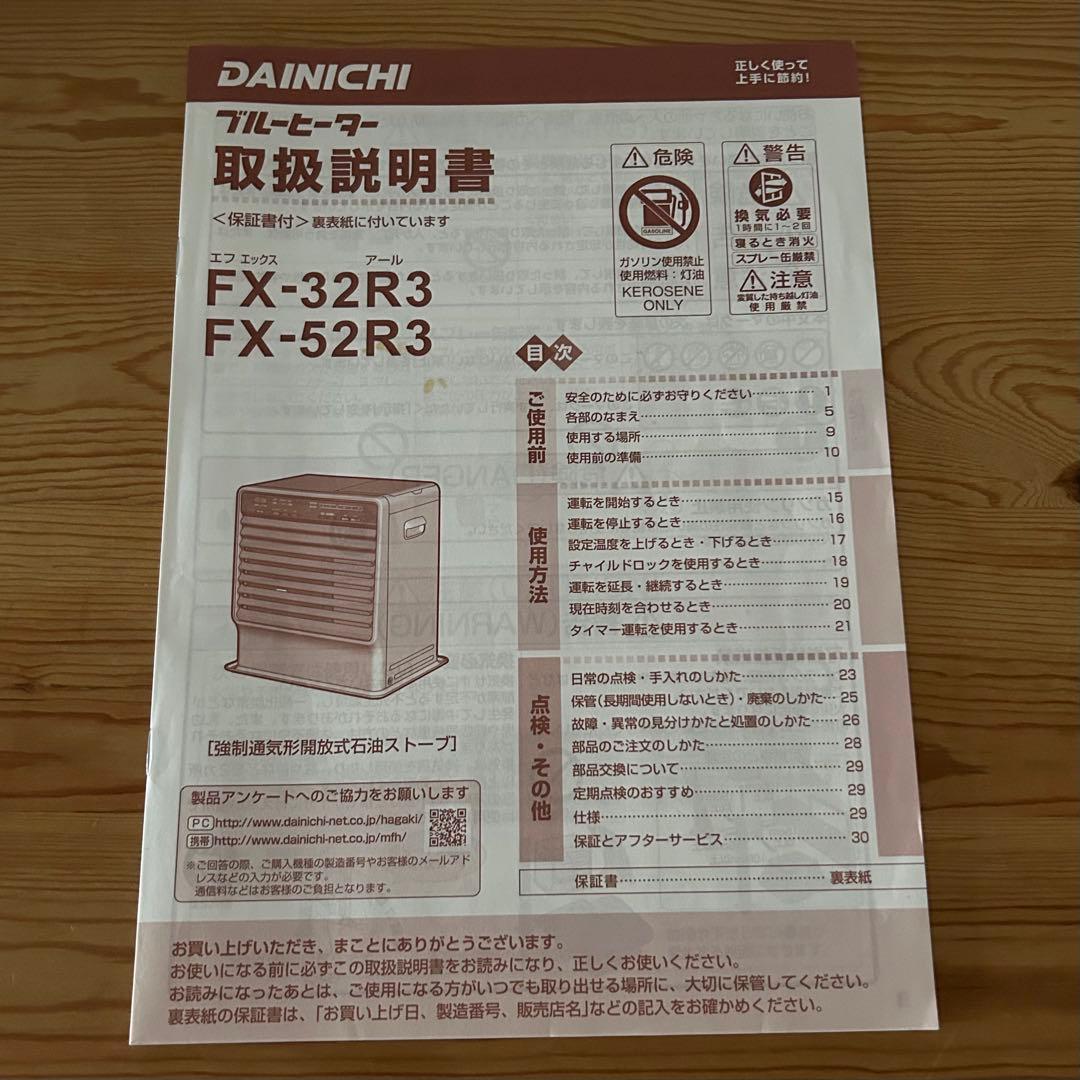 DAINICHI
正しく使って
上手に節約!
ブルーヒーター
取扱説明書
<保証書付>裏表紙に付いています
エフ エックス アール
FX-32R3
FX-52R3
⚠危険
GASOLINE
ガソリン使用禁止
使用燃料：灯油
KEROSENE
ONLY
⚠警告
換気必要
1時間に1～2回
寝るとき消火
スプレー缶厳禁
⚠注意
変質した持ち越し灯油
使用厳禁
目次
ご使用前
安全のために必ずお守りください…………… 1
各部のなまえ…………………………… 5
使用する場所…………………………… 9
使用前の準備…………………………… 10
使用方法
運転を開始するとき…………………… 15
運転を停止するとき…………………… 16
設定温度を上げるとき・下げるとき………… 17
チャイルドロックを使用するとき………… 18
運転を延長・継続するとき……………… 19
現在時刻を合わせるとき………………… 20
タイマー運転を使用するとき…………… 21
点検・その他
日常の点検・手入れのしかた…………… 23
保管(長期間使用しないとき)・廃棄のしかた… 25
故障・異常の見分けかたと処置のしかた…… 26
部品のご注文のしかた………………… 28
部品交換について……………………… 29
定期点検のおすすめ…………………… 29
仕様……………………………………… 29
保証とアフターサービス……………… 30
保証書…………………………………… 裏表紙
[強制通気形開放式石油ストーブ]
製品アンケートへのご協力をお願いします
PC http://www.dainichi-net.co.jp/hagaki/
携帯 http://www.dainichi-net.co.jp/mfh/
※ご回答の際、ご購入機種の製造番号やお客様のメールアド
レスなどの入力が必要です。
通信料などはお客様のご負担となります。
お買い上げいただき、まことにありがとうございます。
お使いになる前に必ずこの取扱説明書をお読みになり、正しくお使いください。
お読みになったあとは、ご使用になる方がいつでも取り出せる場所に、大切に保管してください。
裏表紙の保証書は、「お買い上げ日、製造番号、販売店名」などの記入をお確かめください。